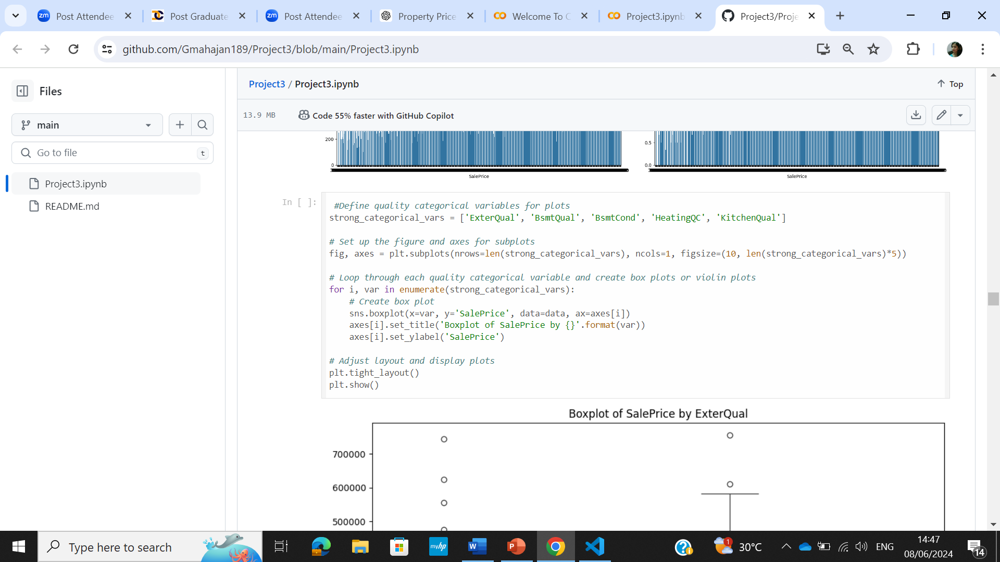 Post Attendee
Post Graduate
Post Attendee
Property Price
Welcome To C
Project3.ipynb
Project3/Proje
github.com/Gmahajan189/Project3/blob/main/Project3.ipynb
Files
main
Go to file
t
Project3.ipynb
README.md
Project3 / Project3.ipynb
Top
13.9 MB
Code 55% faster with GitHub Copilot
200
0
SalePrice
0.5
0.0
SalePrice
In [ ]:
#Define quality categorical variables for plots
strong_categorical_vars = ['ExterQual', 'BsmtQual', 'BsmtCond', 'HeatingQC', 'KitchenQual']
# Set up the figure and axes for subplots
fig, axes = plt.subplots(nrows=len(strong_categorical_vars), ncols=1, figsize=(10, len(strong_categorical_vars)*5))
# Loop through each quality categorical variable and create box plots or violin plots
for i, var in enumerate(strong_categorical_vars):
# Create box plot
sns.boxplot(x=var, y='SalePrice', data=data, ax=axes[i])
axes[i].set_title('Boxplot of SalePrice by {}'.format(var))
axes[i].set_ylabel('SalePrice')
# Adjust layout and display plots
plt.tight_layout()
plt.show()
Boxplot of SalePrice by ExterQual
700000
600000
500000
Type here to search
30°C
ENG
14:47
08/06/2024
14